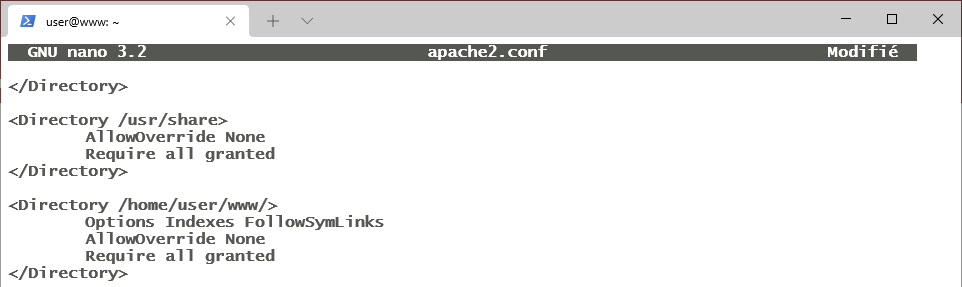 user@www: ~
GNU nano 3.2 apache2.conf Modifié
</Directory>
<Directory /usr/share>
AllowOverride None
Require all granted
</Directory>
<Directory /home/user/www/>
Options Indexes FollowSymLinks
AllowOverride None
Require all granted
</Directory>